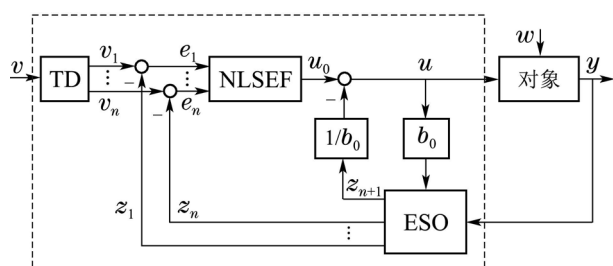 v
TD
v₁
⋮
vₙ
−
−
e₁
⋮
eₙ
NLSEF
u₀
−
u
w
对象
y
1/b₀
b₀
zₙ₊₁
z₁
zₙ
⋮
ESO